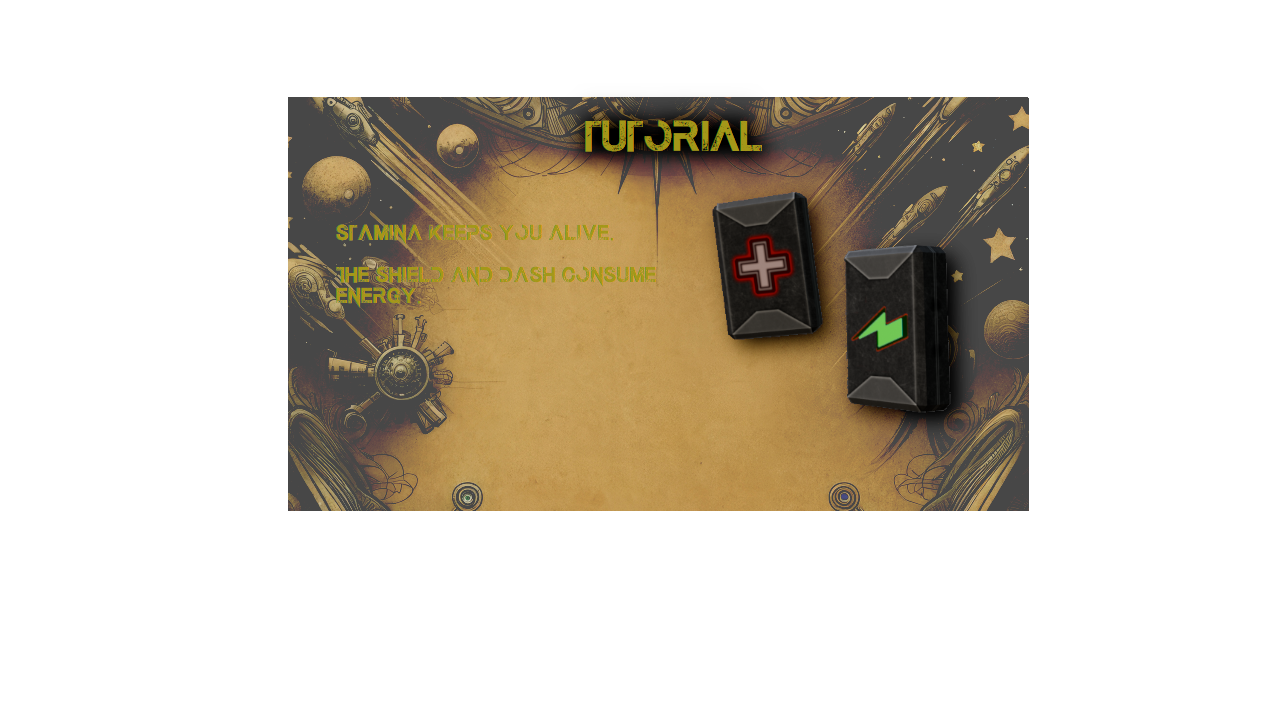 TUTORIAL
STAMINA KEEPS YOU ALIVE.
THE SHIELD AND DASH CONSUME
ENERGY